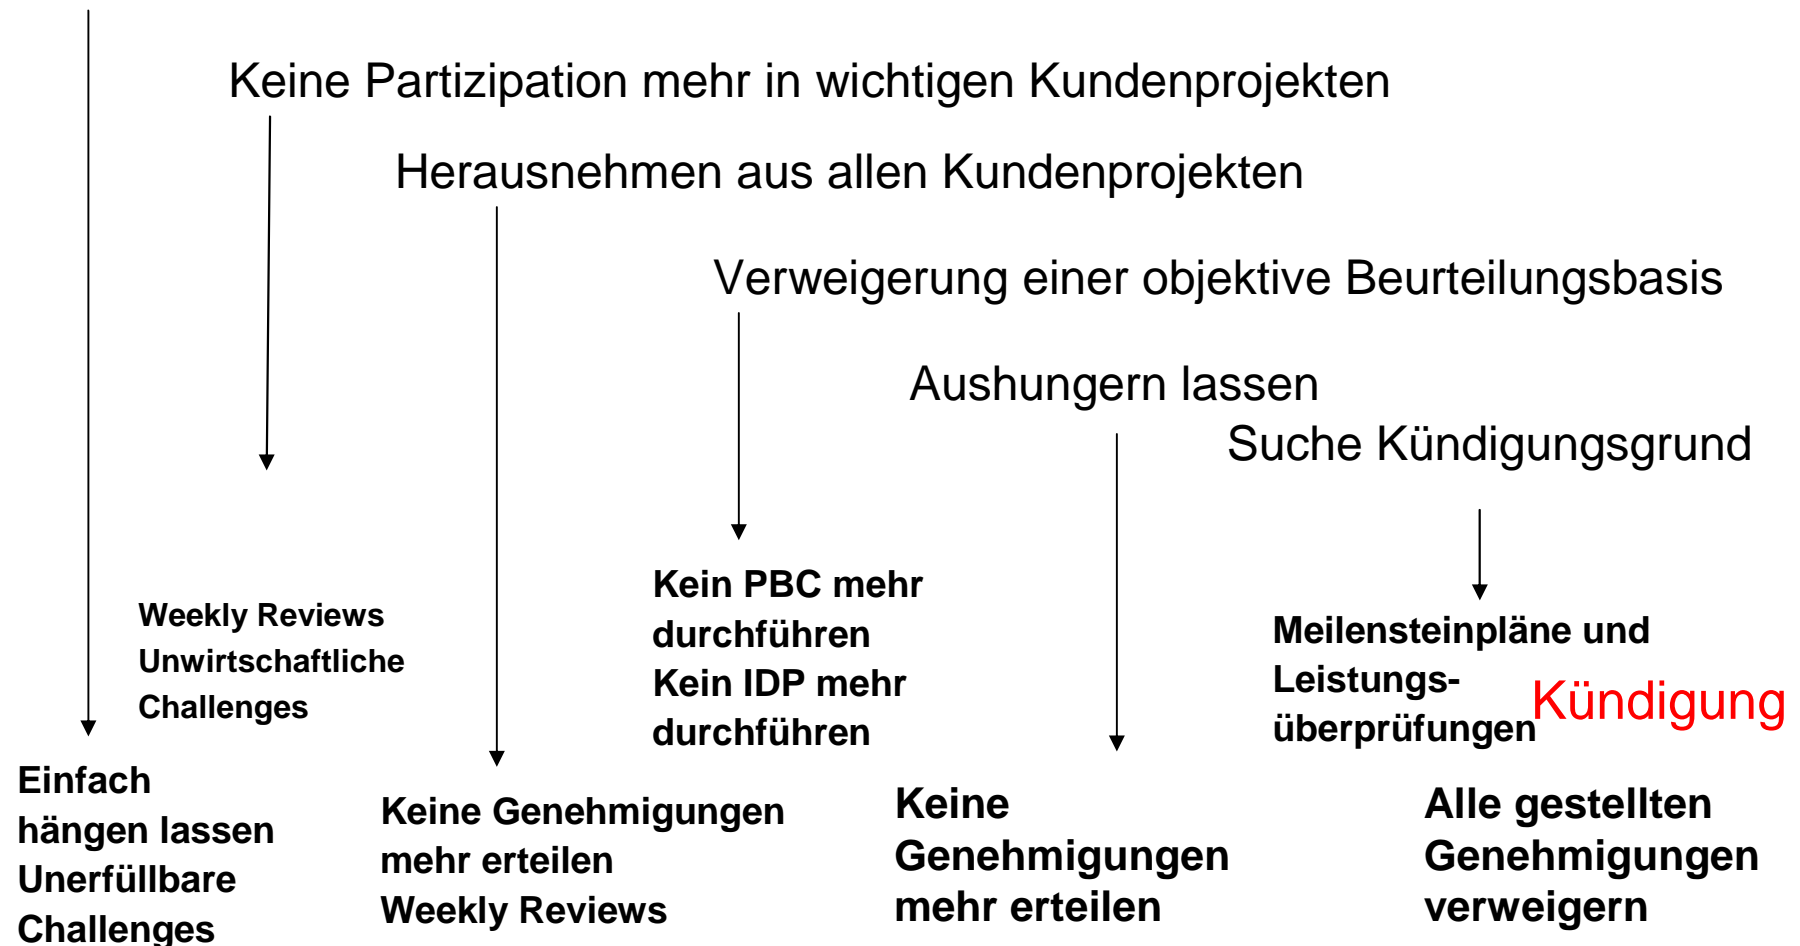 Keine Partizipation mehr in wichtigen Kundenprojekten
Herausnehmen aus allen Kundenprojekten
Verweigerung einer objektive Beurteilungsbasis
Aushungern lassen
Suche Kündigungsgrund
Weekly Reviews
Unwirtschaftliche
Challenges
Kein PBC mehr
durchführen
Kein IDP mehr
durchführen
Meilensteinpläne und
Leistungs-
überprüfungen
Kündigung
Einfach
hängen lassen
Unerfüllbare
Challenges
Keine Genehmigungen
mehr erteilen
Weekly Reviews
Keine
Genehmigungen
mehr erteilen
Alle gestellten
Genehmigungen
verweigern